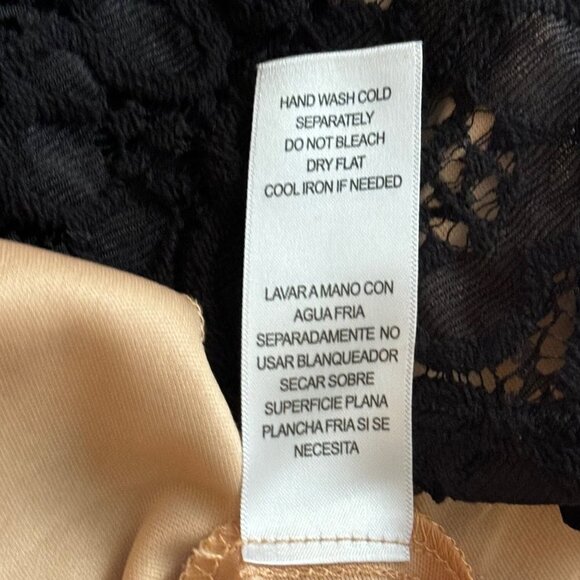 HAND WASH COLD
SEPARATELY
DO NOT BLEACH
DRY FLAT
COOL IRON IF NEEDED
LAVAR A MANO CON
AGUA FRIA
SEPARADAMENTE NO
USAR BLANQUEADOR
SECAR SOBRE
SUPERFICIE PLANA
PLANCHA FRIA SI SE
NECESITA